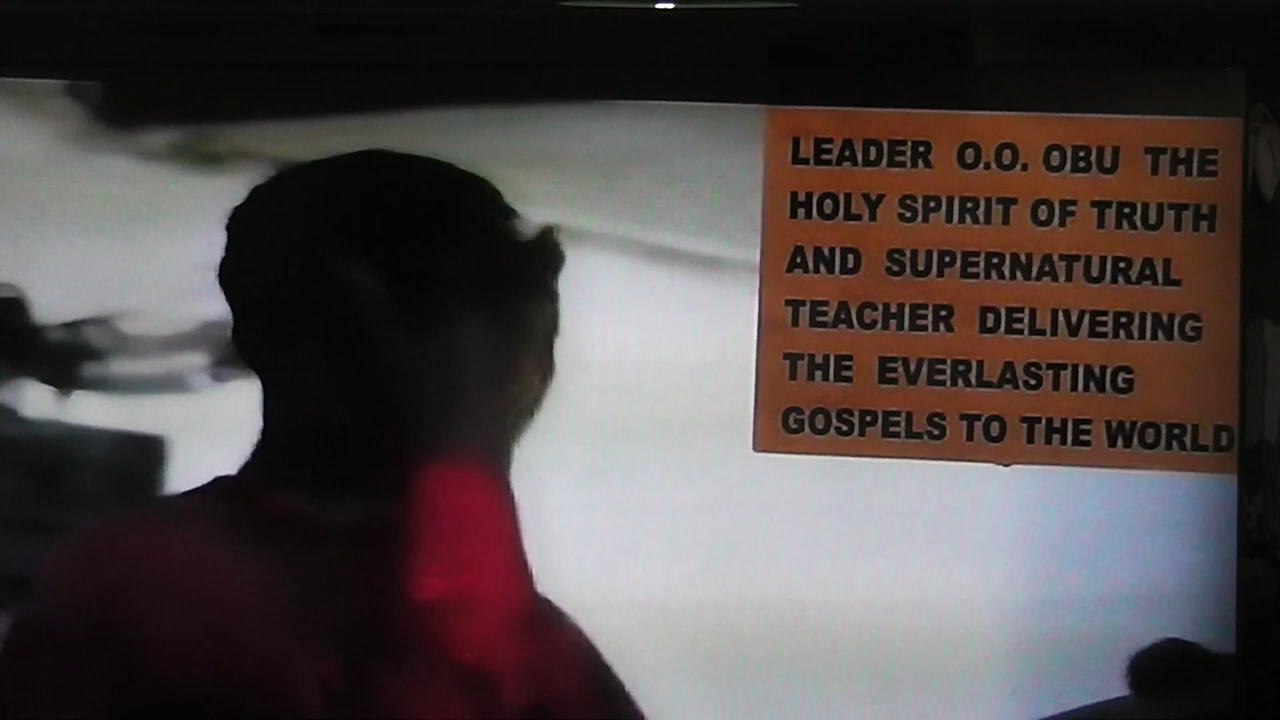 LEADER O.O. OBU THE
HOLY SPIRIT OF TRUTH
AND SUPERNATURAL
TEACHER DELIVERING
THE EVERLASTING
GOSPELS TO THE WORLD